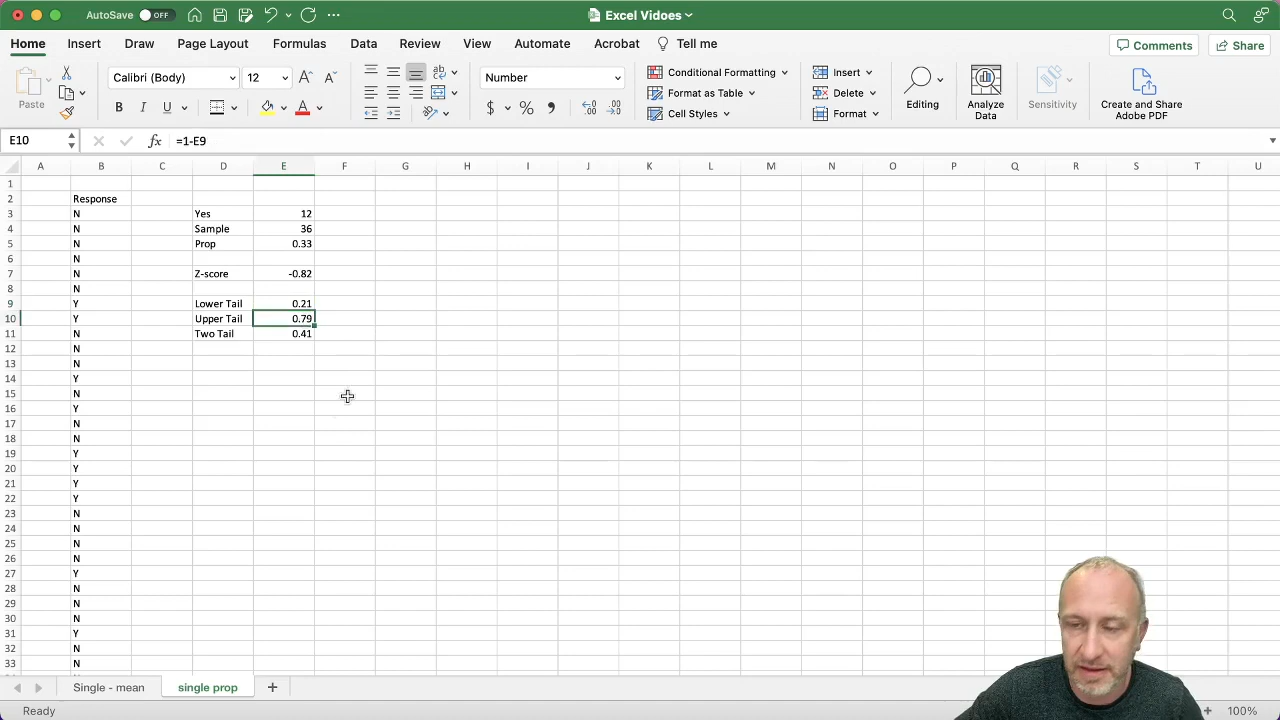 AutoSave OFF Excel Vidoes
Home Insert Draw Page Layout Formulas Data Review View Automate Acrobat Tell me Comments Share
Paste Calibri (Body) 12 A A ab Number Conditional Formatting Insert Editing Analyze Data Sensitivity Create and Share Adobe PDF
B I U A $ % Format as Table Delete
Cell Styles Format
E10 fx =1-E9
A B C D E F G H I J K L M N O P Q R S T U
1
2 Response
3 N Yes 12
4 N Sample 36
5 N Prop 0.33
6 N
7 N Z-score -0.82
8 N
9 Y Lower Tail 0.21
10 Y Upper Tail 0.79
11 N Two Tail 0.41
12 N
13 N
14 Y
15 N
16 Y
17 N
18 N
19 Y
20 Y
21 Y
22 Y
23 N
24 N
25 N
26 N
27 Y
28 N
29 N
30 N
31 Y
32 N
33 N
Single - mean single prop +
Ready + 100%